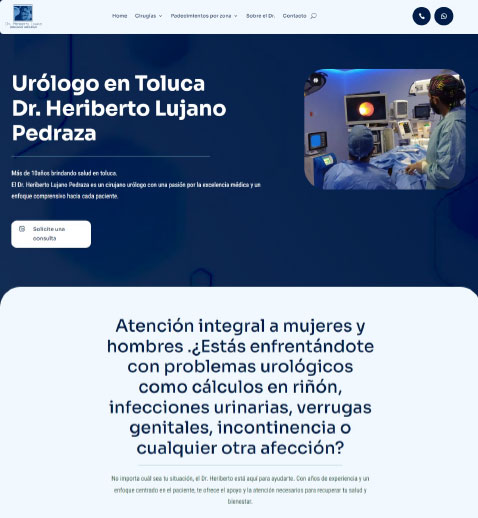 Home Cirugías Padecimientos por zona Sobre el Dr. Contacto
Dr. Heriberto Lujano
Urólogo en Toluca
Dr. Heriberto Lujano
Pedraza
Más de 10años brindando salud en toluca.
El Dr. Heriberto Lujano Pedraza es un cirujano urólogo con una pasión por la excelencia médica y un
enfoque comprensivo hacia cada paciente.
Solicite una
consulta
Atención integral a mujeres y
hombres .¿Estás enfrentándote
con problemas urológicos
como cálculos en riñón,
infecciones urinarias, verrugas
genitales, incontinencia o
cualquier otra afección?
No importa cuál sea tu situación, el Dr. Heriberto está aquí para ayudarte. Con años de experiencia y un
enfoque centrado en el paciente, te ofrece el apoyo y la atención necesarios para recuperar tu salud y
bienestar.